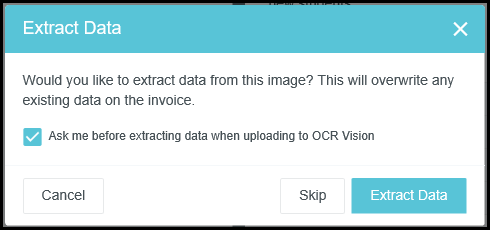 Extract Data
Would you like to extract data from this image? This will overwrite any
existing data on the invoice.
Ask me before extracting data when uploading to OCR Vision
Cancel
Skip
Extract Data